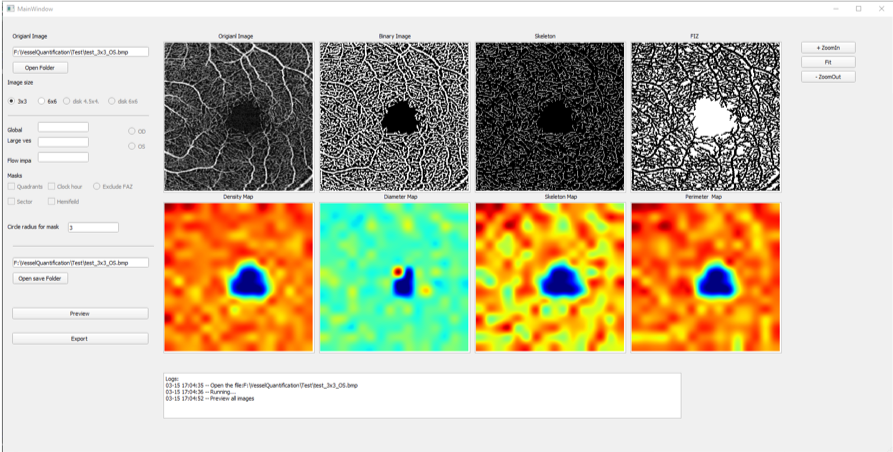 MainWindow
Origianl Image
F:\VesselQuantification\Test\test_3x3_OS.bmp
Open Folder
Image size
3x3 6x6 disk 4.5x4. disk 6x6
Global
Large ves
Flow impa
OD
OS
Masks
Quadrants Clock hour Exclude FAZ
Sector Hemifield
Circle radius for mask 3
F:\VesselQuantification\Test\test_3x3_OS.bmp
Open save Folder
Preview
Export
Origianl Image Binary Image Skeleton FIZ
Density Map Diameter Map Skeleton Map Perimeter Map
Logs:
03-15 17:04:35 -- Open the file:F:\VesselQuantification\Test\test_3x3_OS.bmp
03-15 17:04:36 -- Running...
03-15 17:04:52 -- Preview all images
+ ZoomIn
Fit
- ZoomOut